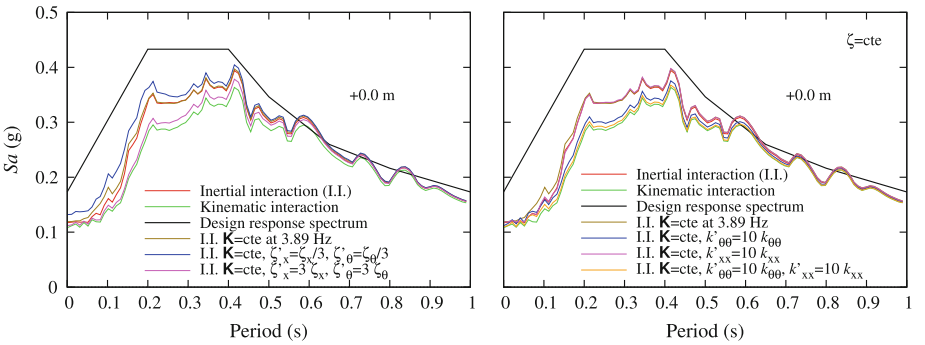 0.5
0.4
0.3
0.2
0.1
0
Sa (g)
+0.0 m
Inertial interaction (I.I.)
Kinematic interaction
Design response spectrum
I.I. K=cte at 3.89 Hz
I.I. K=cte, ζ'x=ζx/3, ζ'θ=ζθ/3
I.I. K=cte, ζ'x=3 ζx, ζ'θ=3 ζθ
0 0.1 0.2 0.3 0.4 0.5 0.6 0.7 0.8 0.9 1
Period (s)
ζ=cte
+0.0 m
Inertial interaction (I.I.)
Kinematic interaction
Design response spectrum
I.I. K=cte at 3.89 Hz
I.I. K=cte, k'θθ=10 kθθ
I.I. K=cte, k'xx=10 kxx
I.I. K=cte, k'θθ=10 kθθ, k'xx=10 kxx
0 0.1 0.2 0.3 0.4 0.5 0.6 0.7 0.8 0.9 1
Period (s)